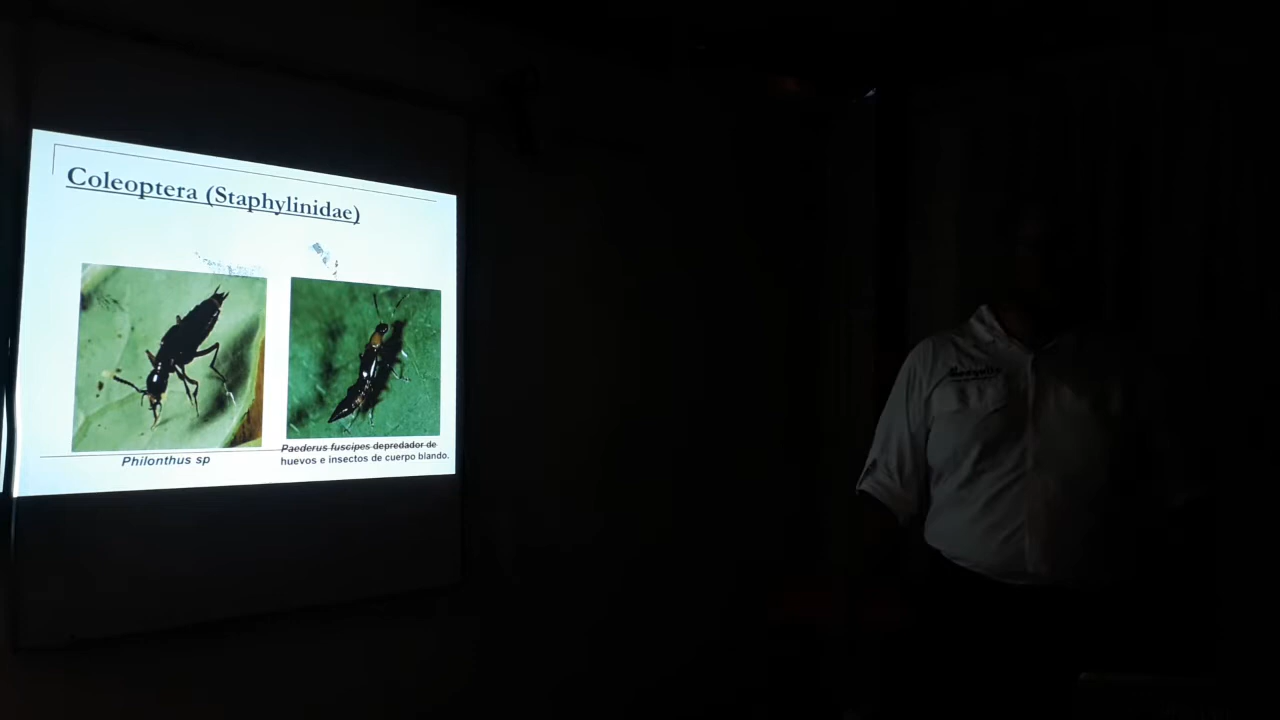 Coleoptera (Staphylinidae)
Philonthus sp
Paederus fuscipes depredador de
huevos e insectos de cuerpo blando.